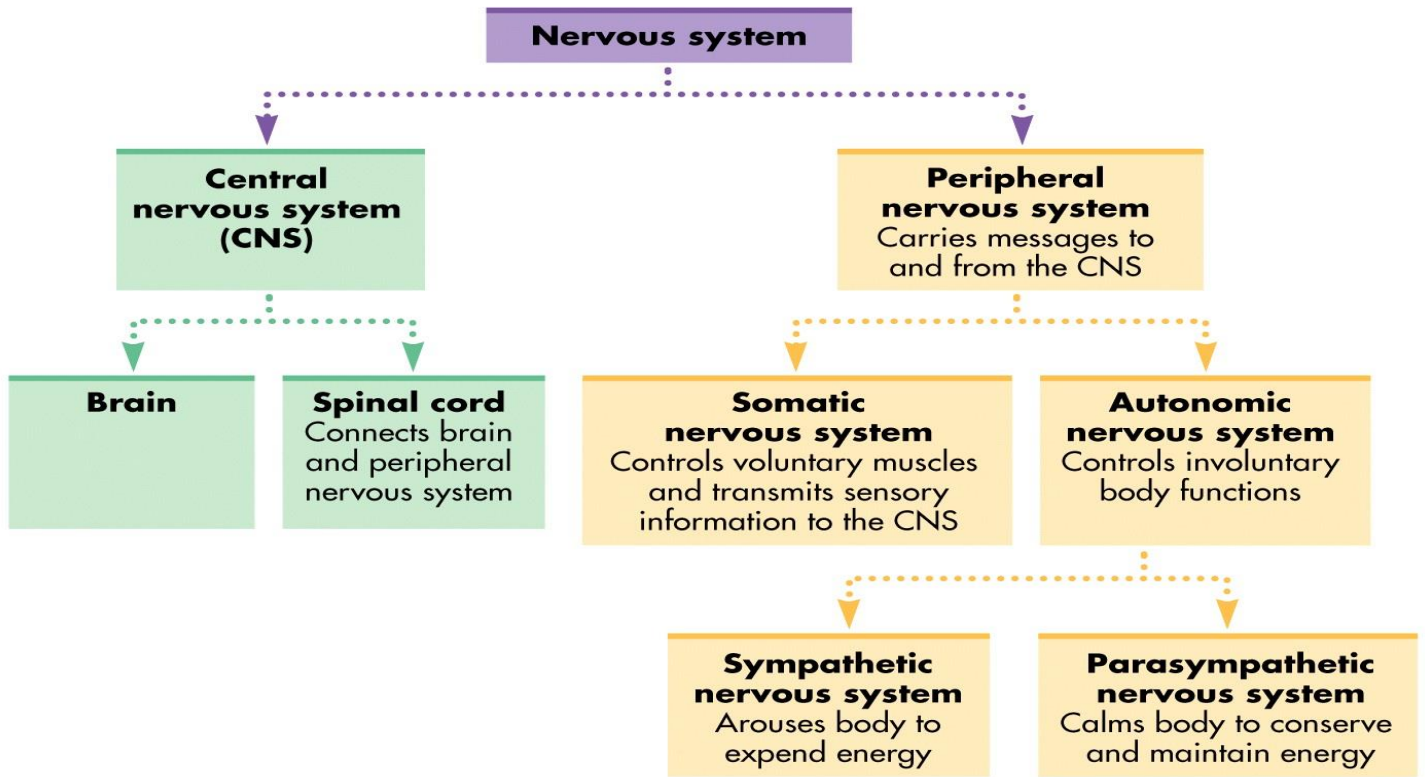 Nervous system
Central
nervous system
(CNS)
Peripheral
nervous system
Carries messages to
and from the CNS
Brain
Spinal cord
Connects brain
and peripheral
nervous system
Somatic
nervous system
Controls voluntary muscles
and transmits sensory
information to the CNS
Autonomic
nervous system
Controls involuntary
body functions
Sympathetic
nervous system
Arouses body to
expend energy
Parasympathetic
nervous system
Calms body to conserve
and maintain energy